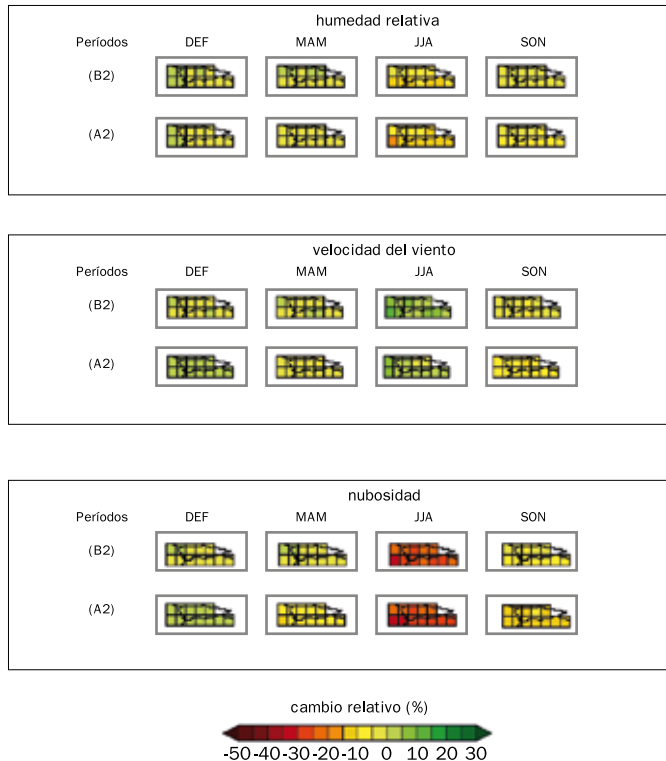 humedad relativa
Períodos DEF MAM JJA SON
(B2)
(A2)
velocidad del viento
Períodos DEF MAM JJA SON
(B2)
(A2)
nubosidad
Períodos DEF MAM JJA SON
(B2)
(A2)
cambio relativo (%)
-50 -40 -30 -20 -10 0 10 20 30